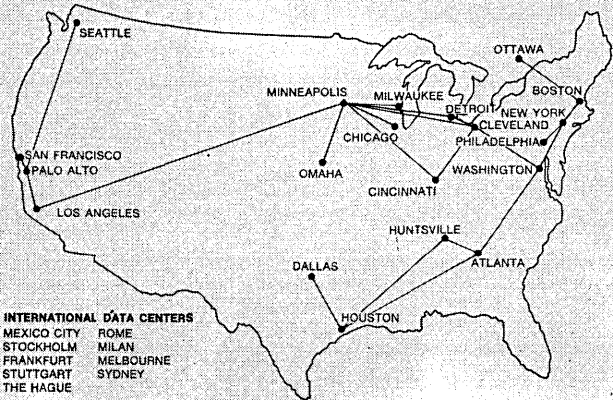 SEATTLE
OTTAWA
MINNEAPOLIS
MILWAUKEE
BOSTON
DETROIT
NEW YORK
CHICAGO
CLEVELAND
PHILADELPHIA
SAN FRANCISCO
PALO ALTO
OMAHA
WASHINGTON
CINCINNATI
LOS ANGELES
HUNTSVILLE
ATLANTA
DALLAS
HOUSTON
INTERNATIONAL DATA CENTERS
MEXICO CITY ROME
STOCKHOLM MILAN
FRANKFURT MELBOURNE
STUTTGART SYDNEY
THE HAGUE